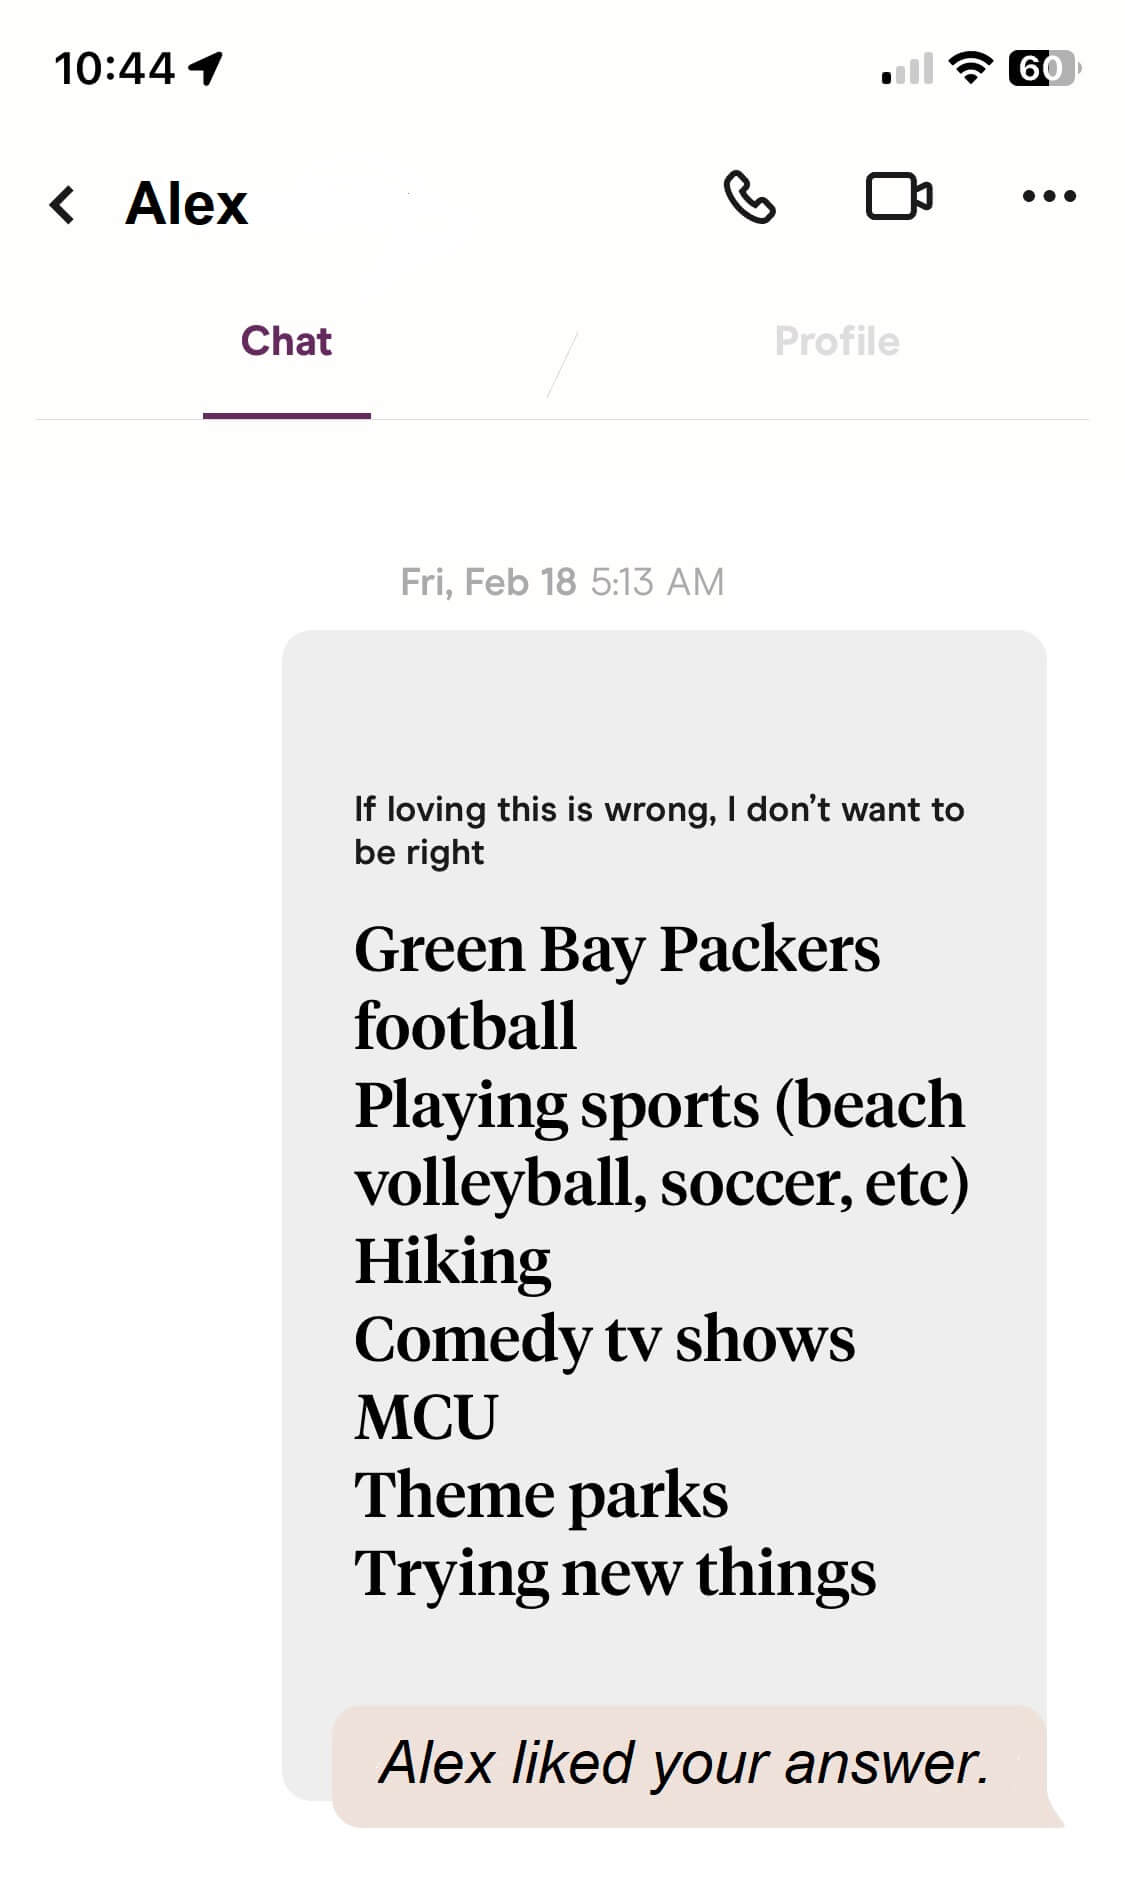 10:44
60
Alex
Chat
Profile
Fri, Feb 18 5:13 AM
If loving this is wrong, I don’t want to
be right
Green Bay Packers
football
Playing sports (beach
volleyball, soccer, etc)
Hiking
Comedy tv shows
MCU
Theme parks
Trying new things
Alex liked your answer.